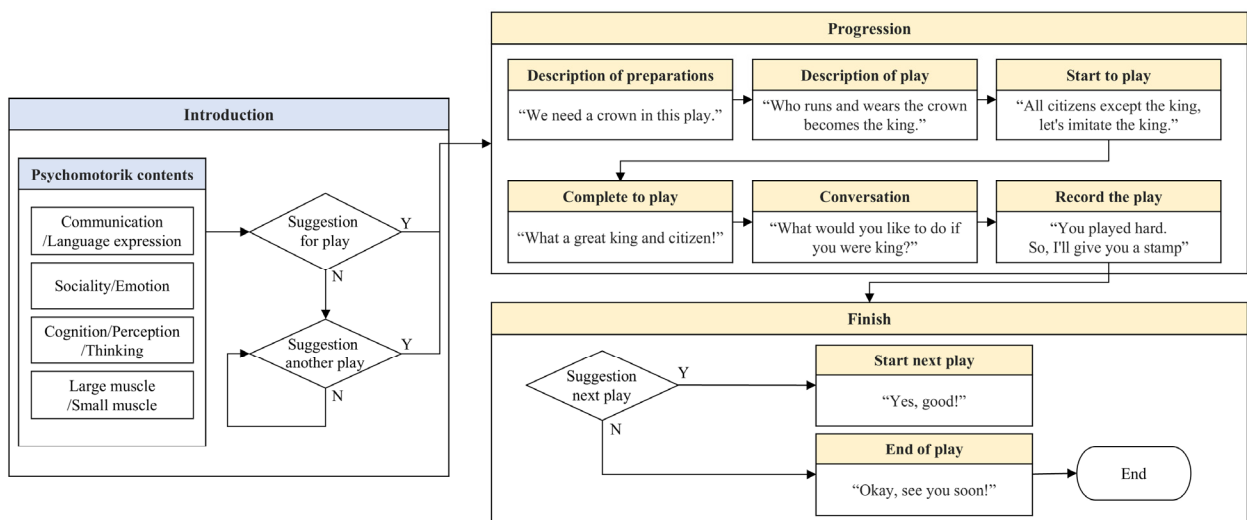 Introduction
Psychomotorik contents
Communication
/Language expression
Sociality/Emotion
Cognition/Perception
/Thinking
Large muscle
/Small muscle
Suggestion
for play
Y
N
Suggestion
another play
Y
N
Progression
Description of preparations
“We need a crown in this play.”
Description of play
“Who runs and wears the crown
becomes the king.”
Start to play
“All citizens except the king,
let's imitate the king.”
Complete to play
“What a great king and citizen!”
Conversation
“What would you like to do if
you were king?”
Record the play
“You played hard.
So, I'll give you a stamp”
Finish
Suggestion
next play
Y
N
Start next play
“Yes, good!”
End of play
“Okay, see you soon!”
End